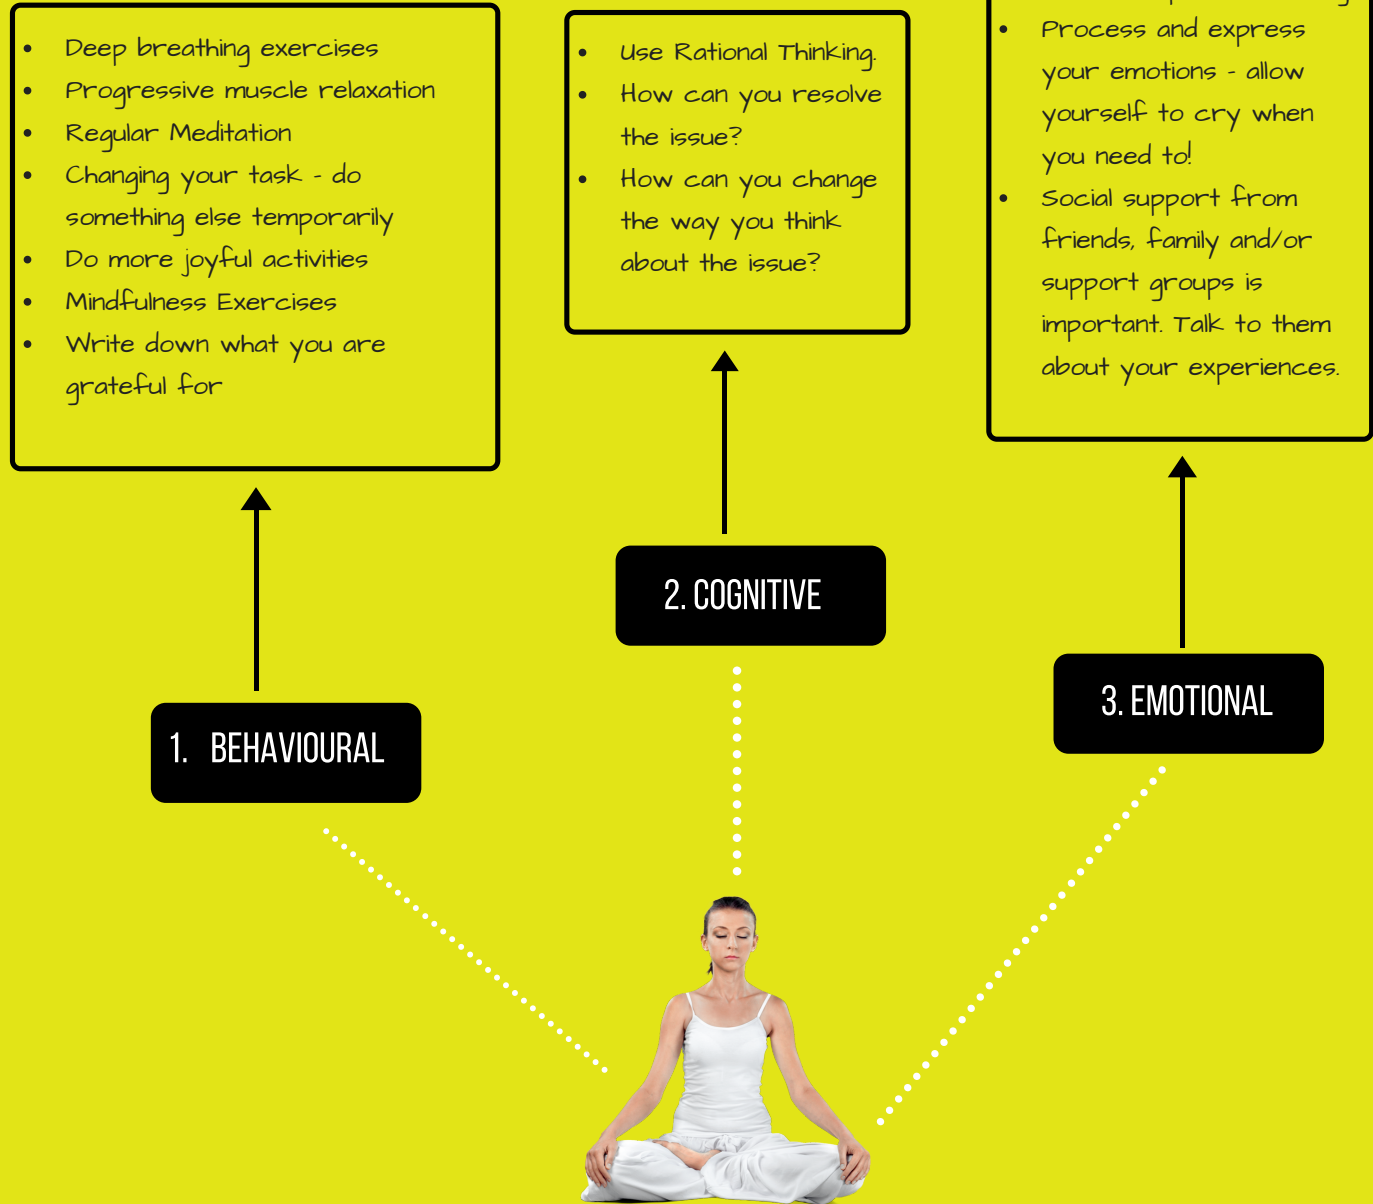 • Deep breathing exercises
• Progressive muscle relaxation
• Regular Meditation
• Changing your task - do
something else temporarily
• Do more joyful activities
• Mindfulness Exercises
• Write down what you are
grateful for
• Use Rational Thinking.
• How can you resolve
the issue?
• How can you change
the way you think
about the issue?
• Process and express
your emotions - allow
yourself to cry when
you need to!
• Social support from
friends, family and/or
support groups is
important. Talk to them
about your experiences.
2. COGNITIVE
3. EMOTIONAL
1. BEHAVIOURAL